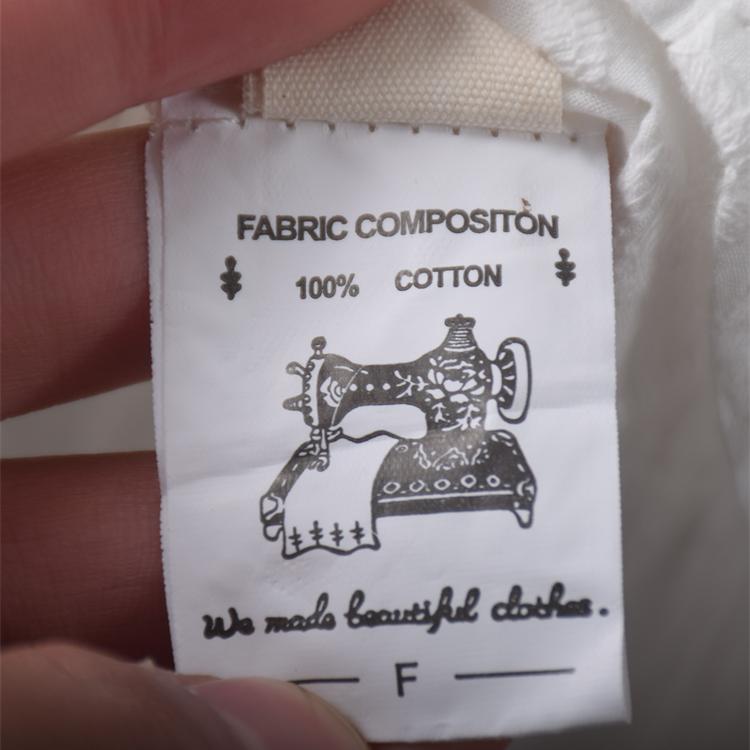 FABRIC COMPOSITON
100% COTTON
We made beautiful clothes.
F